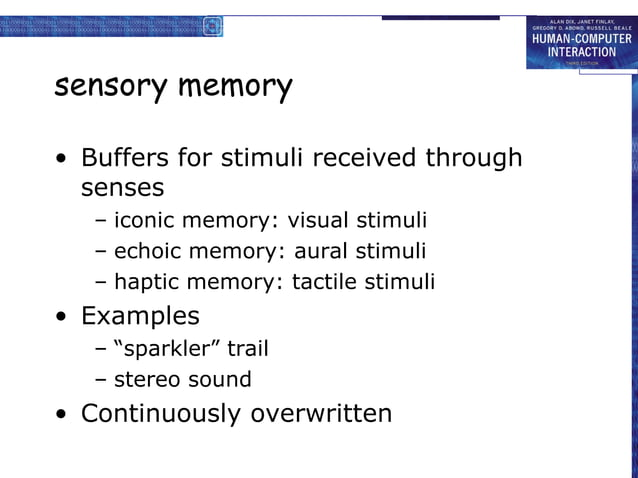 ALAN DIX, JANET FINLAY,
GREGORY D. ABOWD, RUSSELL BEALE
HUMAN-COMPUTER
INTERACTION
THIRD EDITION
sensory memory
• Buffers for stimuli received through
senses
– iconic memory: visual stimuli
– echoic memory: aural stimuli
– haptic memory: tactile stimuli
• Examples
– “sparkler” trail
– stereo sound
• Continuously overwritten